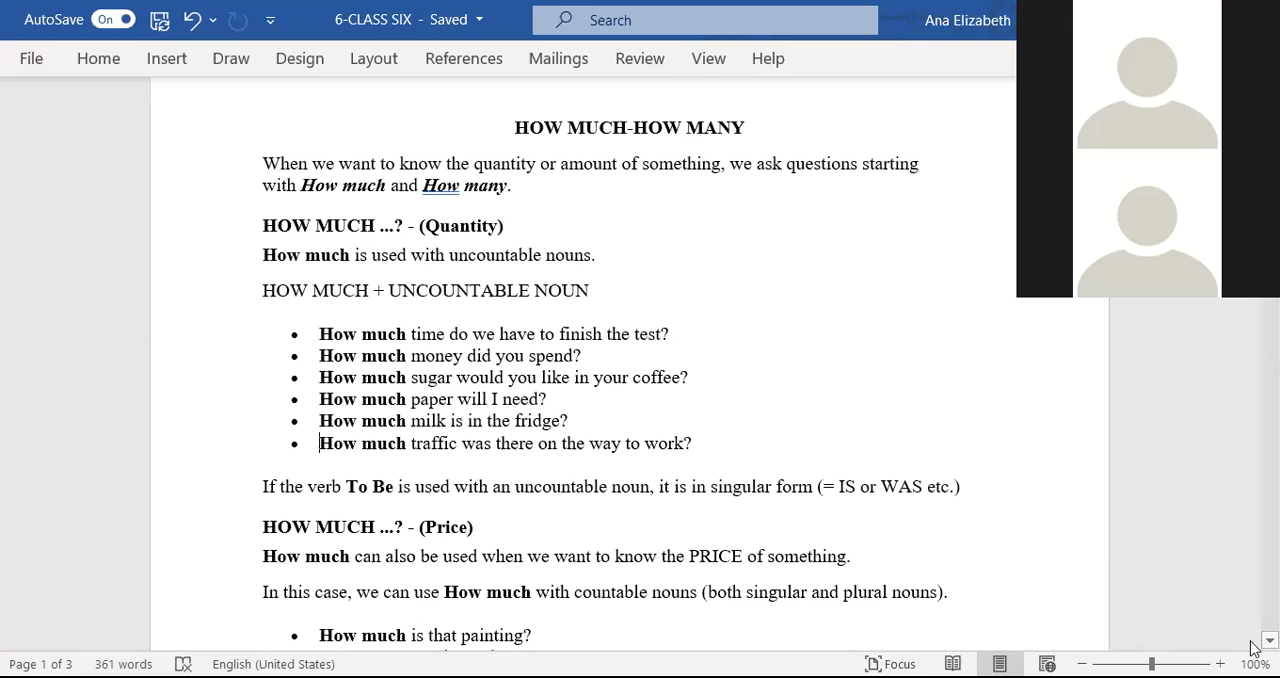 AutoSave On 6-CLASS SIX - Saved Search Ana Elizabeth
File Home Insert Draw Design Layout References Mailings Review View Help
HOW MUCH-HOW MANY
When we want to know the quantity or amount of something, we ask questions starting
with How much and How many.
HOW MUCH ...? - (Quantity)
How much is used with uncountable nouns.
HOW MUCH + UNCOUNTABLE NOUN
• How much time do we have to finish the test?
• How much money did you spend?
• How much sugar would you like in your coffee?
• How much paper will I need?
• How much milk is in the fridge?
• How much traffic was there on the way to work?
If the verb To Be is used with an uncountable noun, it is in singular form (= IS or WAS etc.)
HOW MUCH ...? - (Price)
How much can also be used when we want to know the PRICE of something.
In this case, we can use How much with countable nouns (both singular and plural nouns).
• How much is that painting?
Page 1 of 3 361 words English (United States) Focus 100%